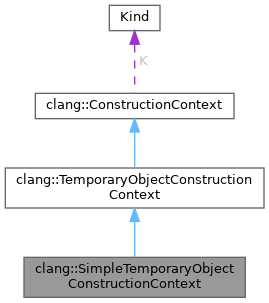 Kind
K
clang::ConstructionContext
clang::TemporaryObjectConstruction
Context
clang::SimpleTemporaryObject
ConstructionContext